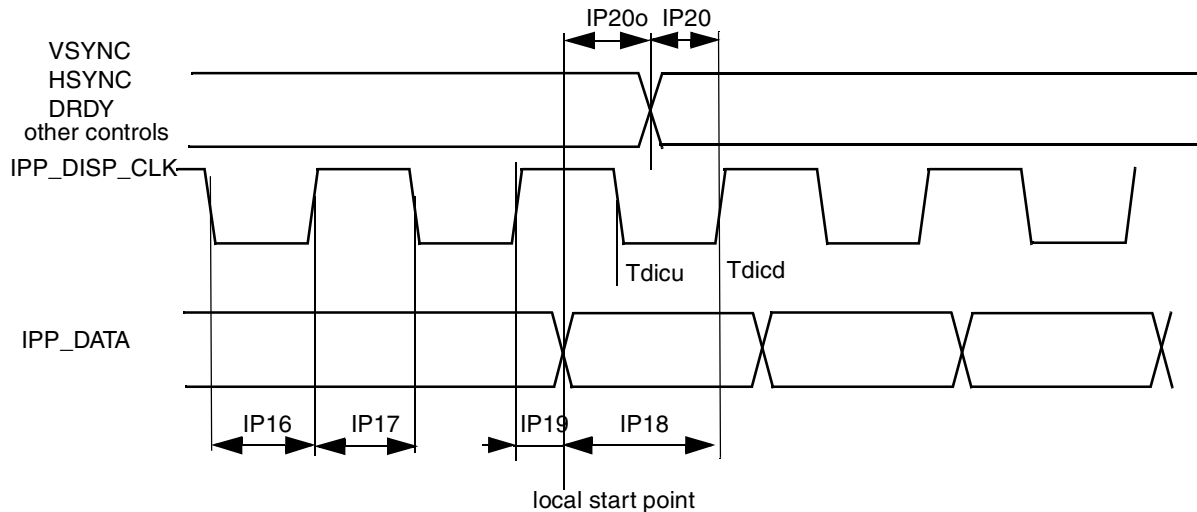 IP20o IP20
VSYNC
HSYNC
DRDY
other controls
IPP_DISP_CLK
Tdicu Tdicd
IPP_DATA
IP16 IP17 IP19 IP18
local start point